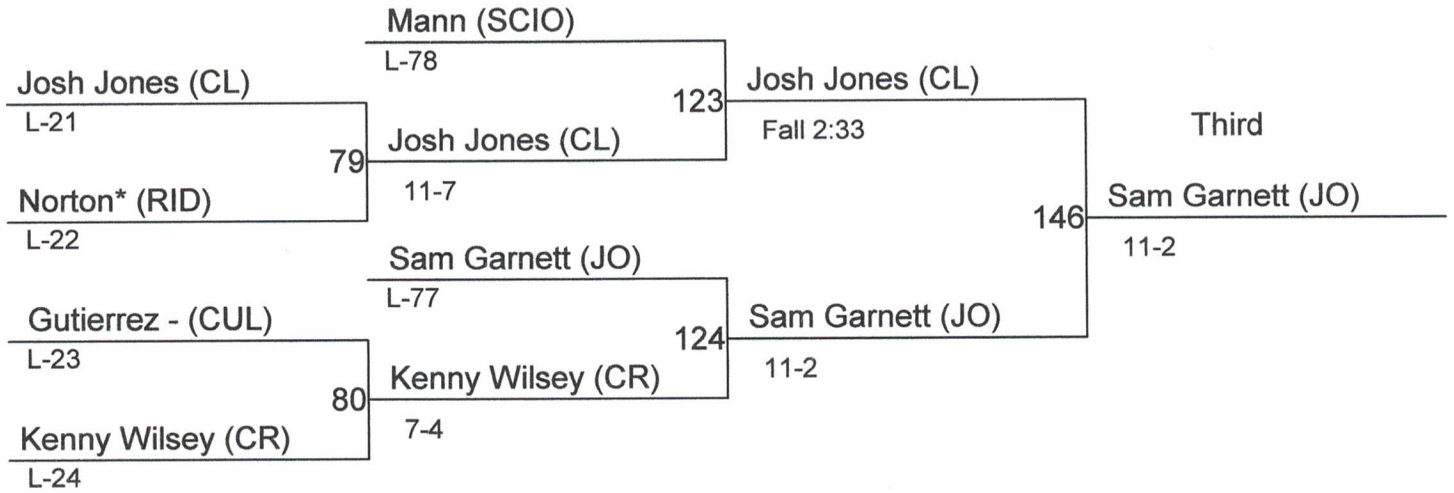 Mann (SCIO)
L-78
Josh Jones (CL)
L-21
123
Josh Jones (CL)
Fall 2:33
Third
79
Josh Jones (CL)
11-7
Norton* (RID)
L-22
146
Sam Garnett (JO)
11-2
Sam Garnett (JO)
L-77
Gutierrez - (CUL)
L-23
124
Sam Garnett (JO)
11-2
80
Kenny Wilsey (CR)
7-4
Kenny Wilsey (CR)
L-24